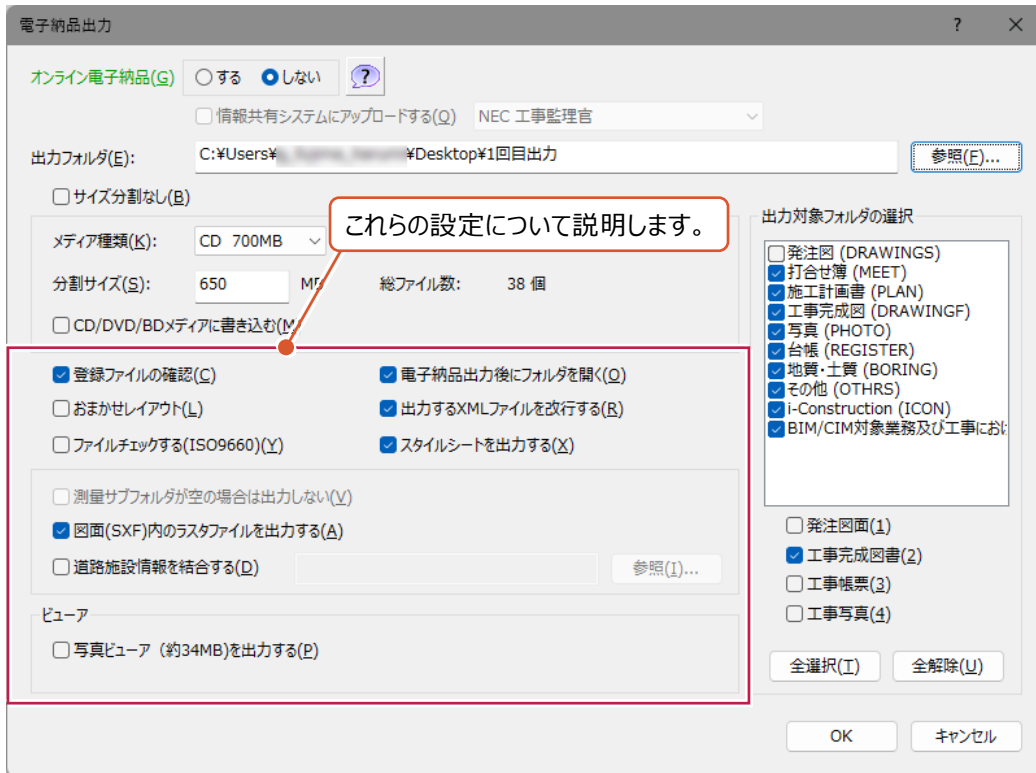 電子納品出力 ? ×
オンライン電子納品(G) する しない ?
情報共有システムにアップロードする(Q) NEC 工事監理官
出力フォルダ(E): C:¥Users¥ ¥Desktop¥1回目出力 参照(F)...
サイズ分割なし(B)
これらの設定について説明します。
メディア種類(K): CD 700MB
分割サイズ(S): 650 総ファイル数: 38 個
CD/DVD/BDメディアに書き込む(
登録ファイルの確認(C) 電子納品出力後にフォルダを開く(O)
おまかせレイアウト(L) 出力するXMLファイルを改行する(R)
ファイルチェックする(ISO9660)(Y) スタイルシートを出力する(X)
測量サブフォルダが空の場合は出力しない(V)
図面(SXF)内のラスタファイルを出力する(A)
道路施設情報を結合する(D) 参照(I)...
ビューア
写真ビューア（約34MB)を出力する(P)
出力対象フォルダの選択
発注図 (DRAWINGS)
打合せ簿 (MEET)
施工計画書 (PLAN)
工事完成図 (DRAWINGF)
写真 (PHOTO)
台帳 (REGISTER)
地質・土質 (BORING)
その他 (OTHRS)
i-Construction (ICON)
BIM/CIM対象業務及び工事にお
発注図面(1)
工事完成図書(2)
工事帳票(3)
工事写真(4)
全選択(T) 全解除(U)
OK キャンセル